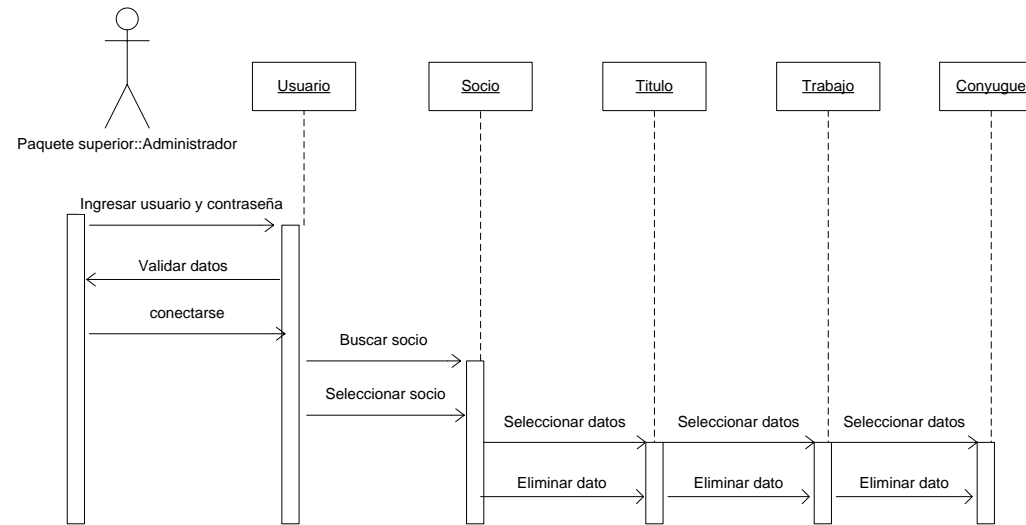 Usuario
Socio
Titulo
Trabajo
Conyugue
Paquete superior::Administrador
Ingresar usuario y contraseña
Validar datos
conectarse
Buscar socio
Seleccionar socio
Seleccionar datos
Seleccionar datos
Seleccionar datos
Eliminar dato
Eliminar dato
Eliminar dato